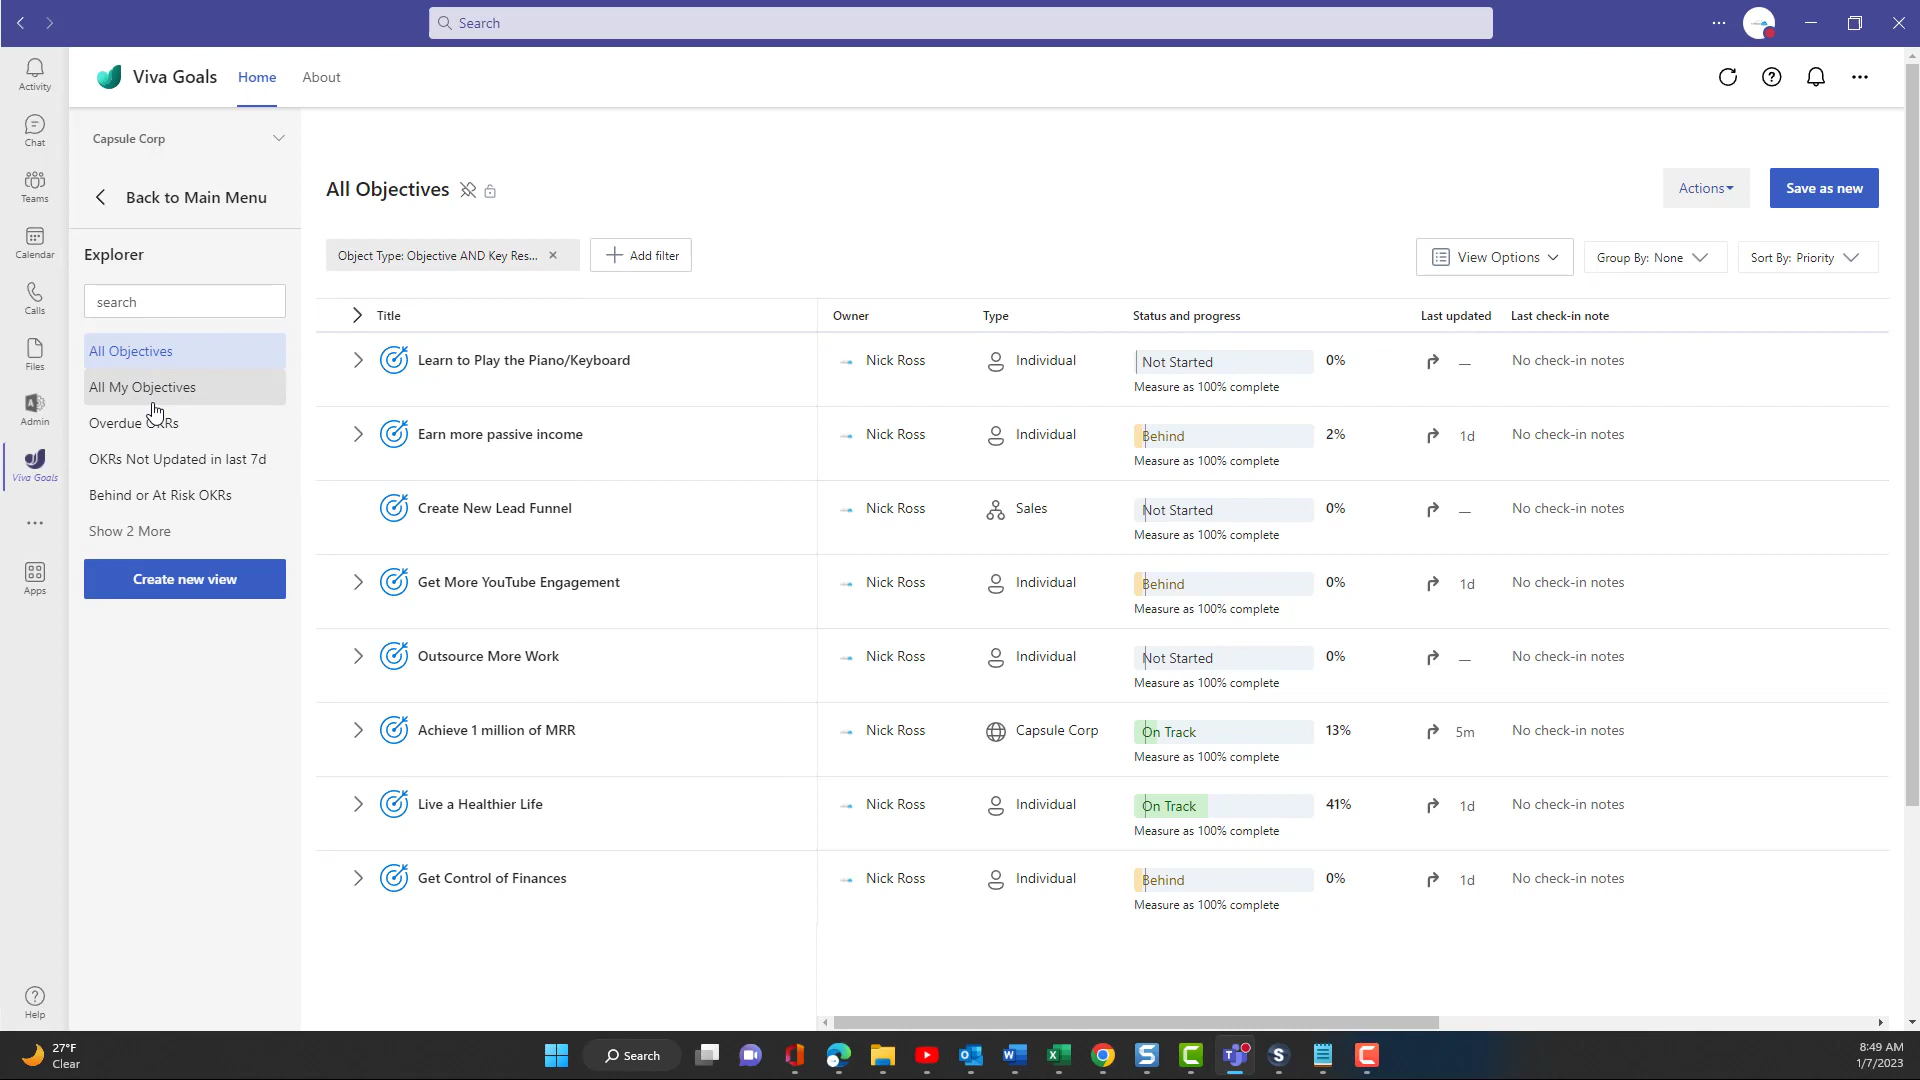 Search
Activity
Chat
Teams
Calendar
Calls
Files
Admin
Viva Goals
Apps
Help
Viva Goals
Home
About
Capsule Corp
Back to Main Menu
Explorer
search
All Objectives
All My Objectives
Overdue OKRs
OKRs Not Updated in last 7d
Behind or At Risk OKRs
Show 2 More
Create new view
All Objectives
Actions
Save as new
Object Type: Objective AND Key Res...
Add filter
View Options
Group By: None
Sort By: Priority
Title Owner Type Status and progress Last updated Last check-in note
Learn to Play the Piano/Keyboard Nick Ross Individual Not Started 0% — No check-in notes
Measure as 100% complete
Earn more passive income Nick Ross Individual Behind 2% 1d No check-in notes
Measure as 100% complete
Create New Lead Funnel Nick Ross Sales Not Started 0% — No check-in notes
Measure as 100% complete
Get More YouTube Engagement Nick Ross Individual Behind 0% 1d No check-in notes
Measure as 100% complete
Outsource More Work Nick Ross Individual Not Started 0% — No check-in notes
Measure as 100% complete
Achieve 1 million of MRR Nick Ross Capsule Corp On Track 13% 5m No check-in notes
Measure as 100% complete
Live a Healthier Life Nick Ross Individual On Track 41% 1d No check-in notes
Measure as 100% complete
Get Control of Finances Nick Ross Individual Behind 0% 1d No check-in notes
Measure as 100% complete
27°F
Clear
Search
8:49 AM
1/7/2023